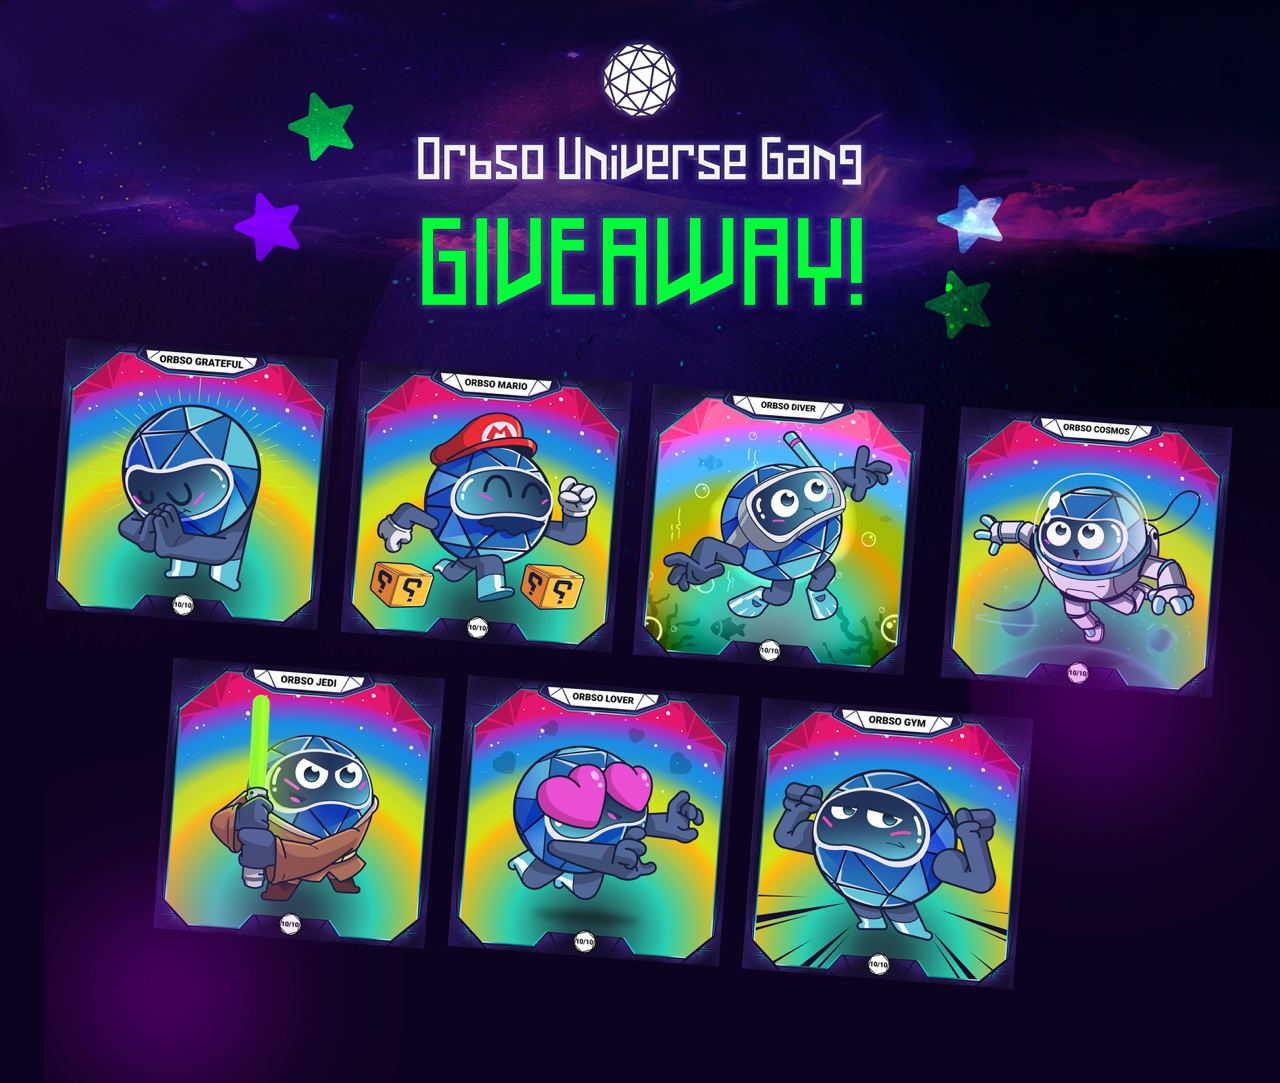 Orbso Universe Gang
GIVEAWAY!
ORBSO GRATEFUL
ORBSO MARIO
ORBSO DIVER
ORBSO COSMOS
M
? ?
? ?
10/10
10/10
10/10
10/10
ORBSO JEDI
ORBSO LOVER
ORBSO GYM
10/10
10/10
10/10